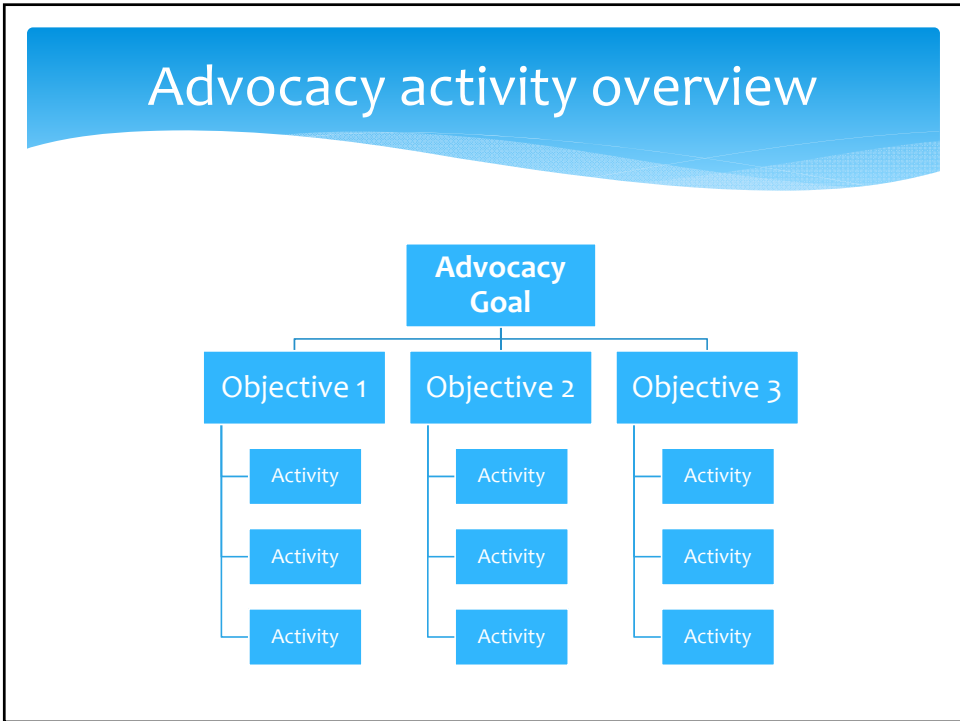 Advocacy activity overview
Advocacy
Goal
Objective 1
Objective 2
Objective 3
Activity
Activity
Activity
Activity
Activity
Activity
Activity
Activity
Activity